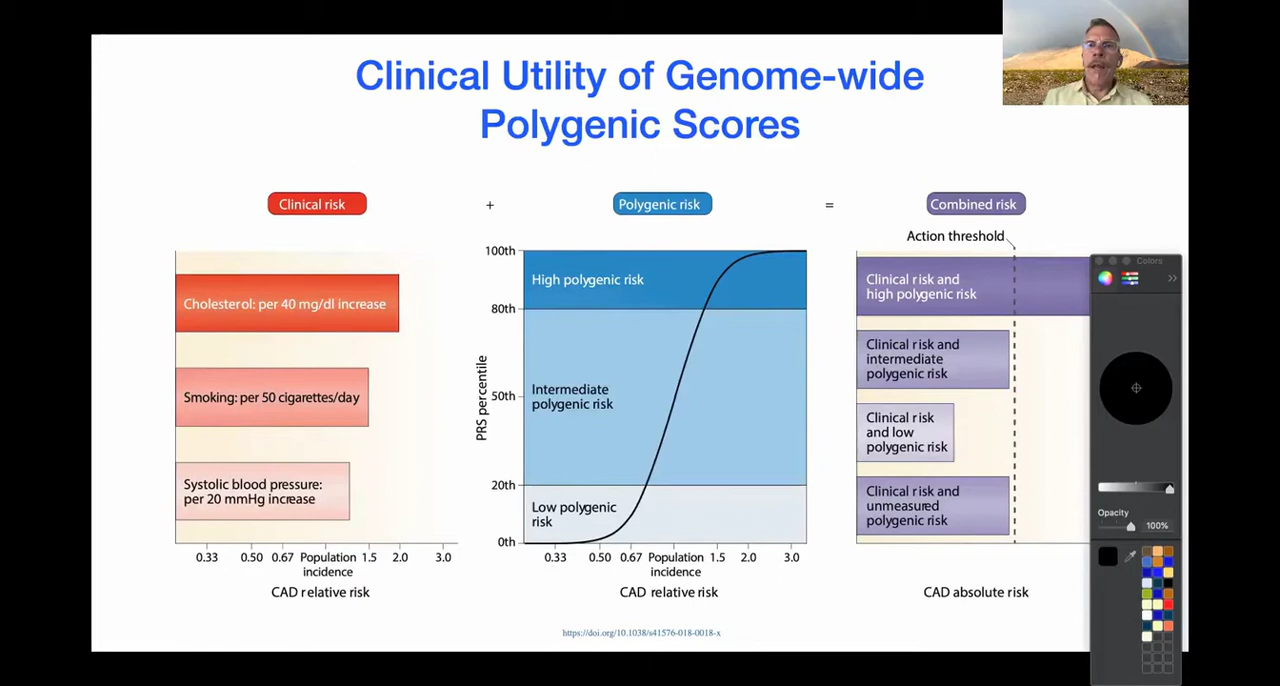 Clinical Utility of Genome-wide
Polygenic Scores
Clinical risk
+
Polygenic risk
=
Combined risk
Cholesterol: per 40 mg/dl increase
Smoking: per 50 cigarettes/day
Systolic blood pressure:
per 20 mmHg increase
0.33 0.50 0.67 Population 1.5 2.0 3.0
incidence
CAD relative risk
PRS percentile
100th
80th
50th
20th
0th
High polygenic risk
Intermediate
polygenic risk
Low polygenic
risk
0.33 0.50 0.67 Population 1.5 2.0 3.0
incidence
CAD relative risk
Action threshold
Clinical risk and
high polygenic risk
Clinical risk and
intermediate
polygenic risk
Clinical risk
and low
polygenic risk
Clinical risk and
unmeasured
polygenic risk
CAD absolute risk
https://doi.org/10.1038/s41576-018-0018-x
Colors
Opacity
100%